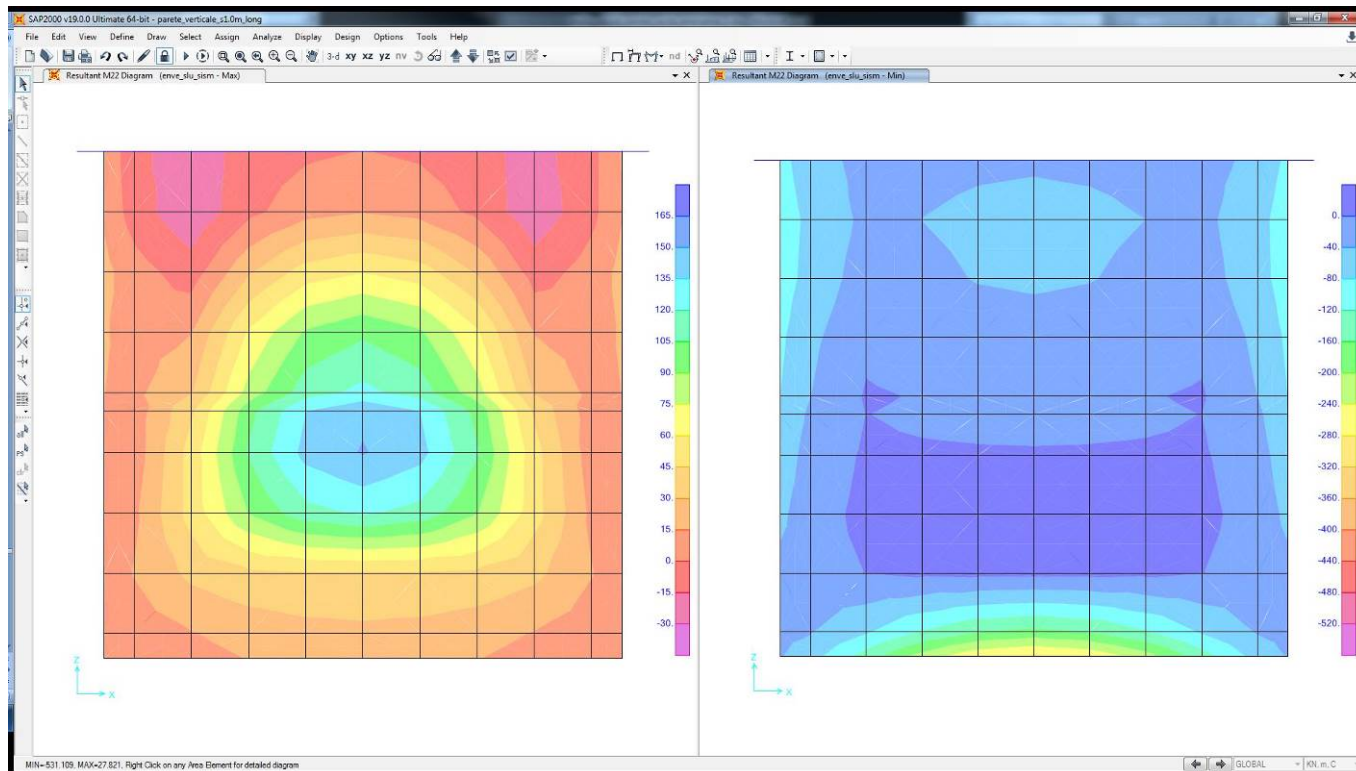 SAP2000 v19.0.0 Ultimate 64-bit - parete_verticale_s1.0m_long
File Edit View Define Draw Select Assign Analyze Display Design Options Tools Help
3-d xy xz yz nv
nd
Resultant M22 Diagram (enve_slu_sism - Max)
Resultant M22 Diagram (enve_slu_sism - Min)
165.
150.
135.
120.
105.
90.
75.
60.
45.
30.
15.
0.
-15.
-30.
Z
X
0.
-40.
-80.
-120.
-160.
-200.
-240.
-280.
-320.
-360.
-400.
-440.
-480.
-520.
Z
X
MIN=-531.109, MAX=27.821, Right Click on any Area Element for detailed diagram
GLOBAL
KN, m, C